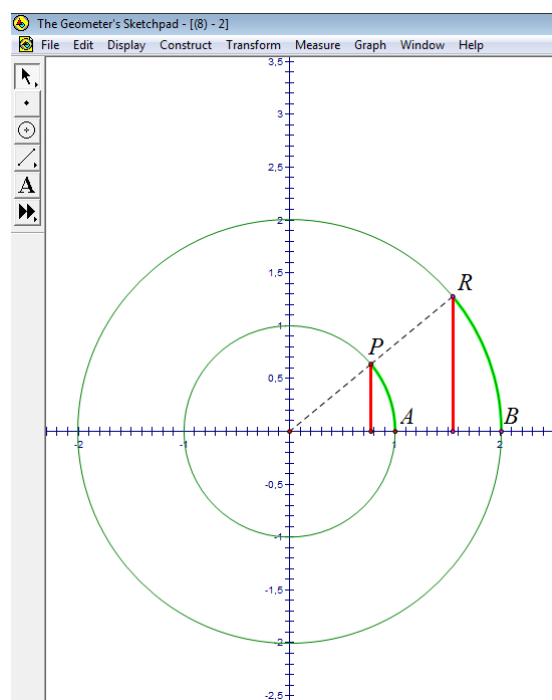 The Geometer's Sketchpad - [(8) - 2]
File Edit Display Construct Transform Measure Graph Window Help
A
3,5
3
2,5
2
1,5
R
1
P
0,5
A B
-2 -1 1 2
-0,5
-1
-1,5
-2
-2,5